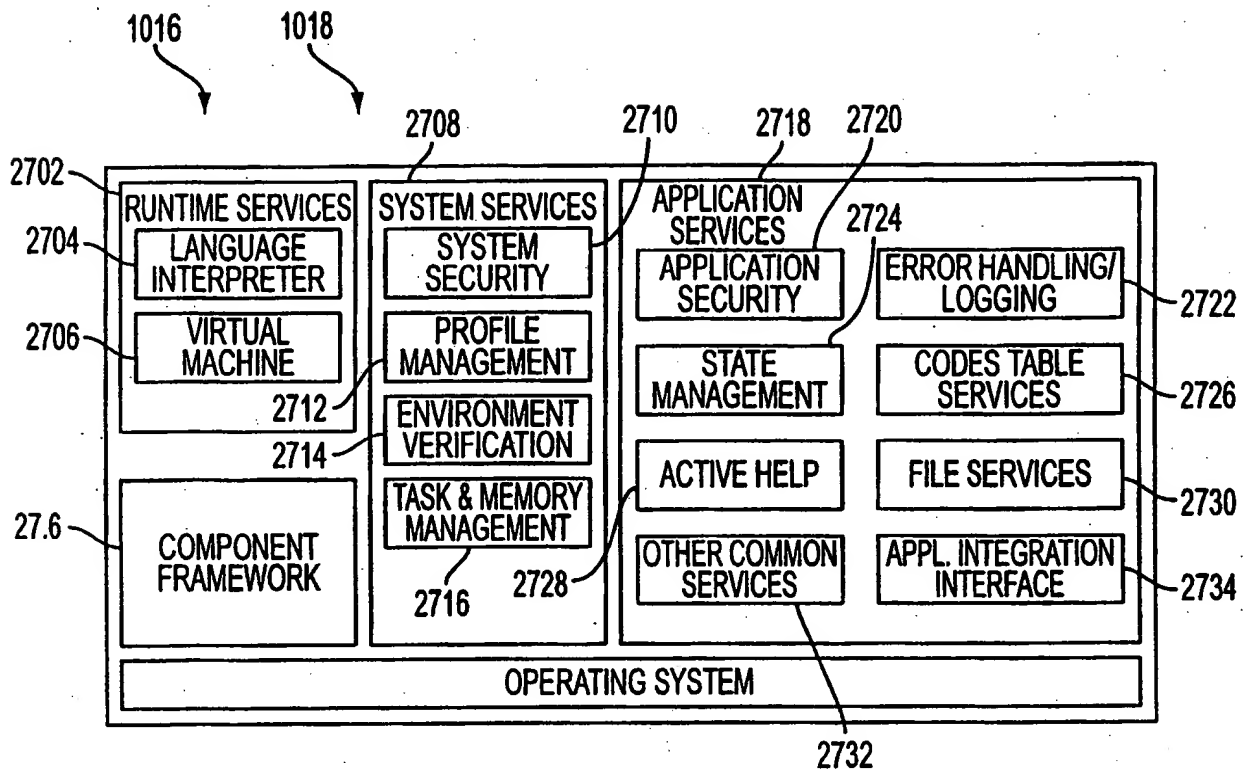 1016
1018
2708
2710
2718
2720
2702
RUNTIME SERVICES
2704
LANGUAGE
INTERPRETER
2706
VIRTUAL
MACHINE
27.6
COMPONENT
FRAMEWORK
SYSTEM SERVICES
SYSTEM
SECURITY
PROFILE
MANAGEMENT
2712
ENVIRONMENT
VERIFICATION
2714
TASK & MEMORY
MANAGEMENT
2716
APPLICATION
SERVICES
2724
APPLICATION
SECURITY
ERROR HANDLING/
LOGGING
2722
STATE
MANAGEMENT
CODES TABLE
SERVICES
2726
ACTIVE HELP
2728
FILE SERVICES
2730
OTHER COMMON
SERVICES
APPL. INTEGRATION
INTERFACE
2734
OPERATING SYSTEM
2732